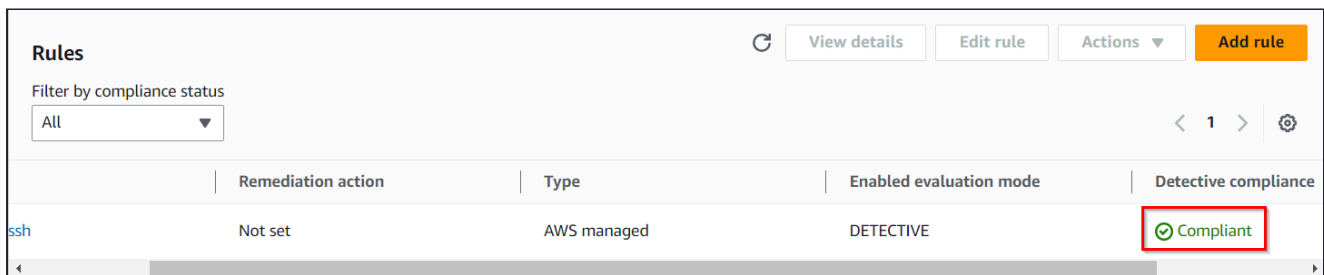 Rules
View details
Edit rule
Actions
Add rule
Filter by compliance status
All
1
Remediation action
Type
Enabled evaluation mode
Detective compliance
ssh
Not set
AWS managed
DETECTIVE
Compliant